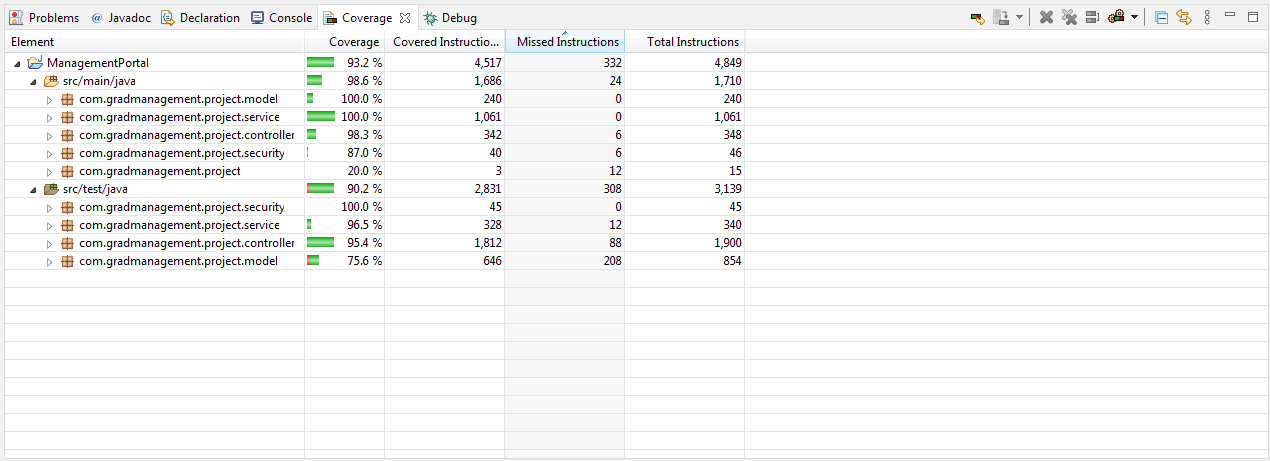 Problems @ Javadoc Declaration Console Coverage Debug
Element Coverage Covered Instructio... Missed Instructions Total Instructions
ManagementPortal 93.2 % 4,517 332 4,849
src/main/java 98.6 % 1,686 24 1,710
com.gradmanagement.project.model 100.0 % 240 0 240
com.gradmanagement.project.service 100.0 % 1,061 0 1,061
com.gradmanagement.project.controller 98.3 % 342 6 348
com.gradmanagement.project.security 87.0 % 40 6 46
com.gradmanagement.project 20.0 % 3 12 15
src/test/java 90.2 % 2,831 308 3,139
com.gradmanagement.project.security 100.0 % 45 0 45
com.gradmanagement.project.service 96.5 % 328 12 340
com.gradmanagement.project.controller 95.4 % 1,812 88 1,900
com.gradmanagement.project.model 75.6 % 646 208 854